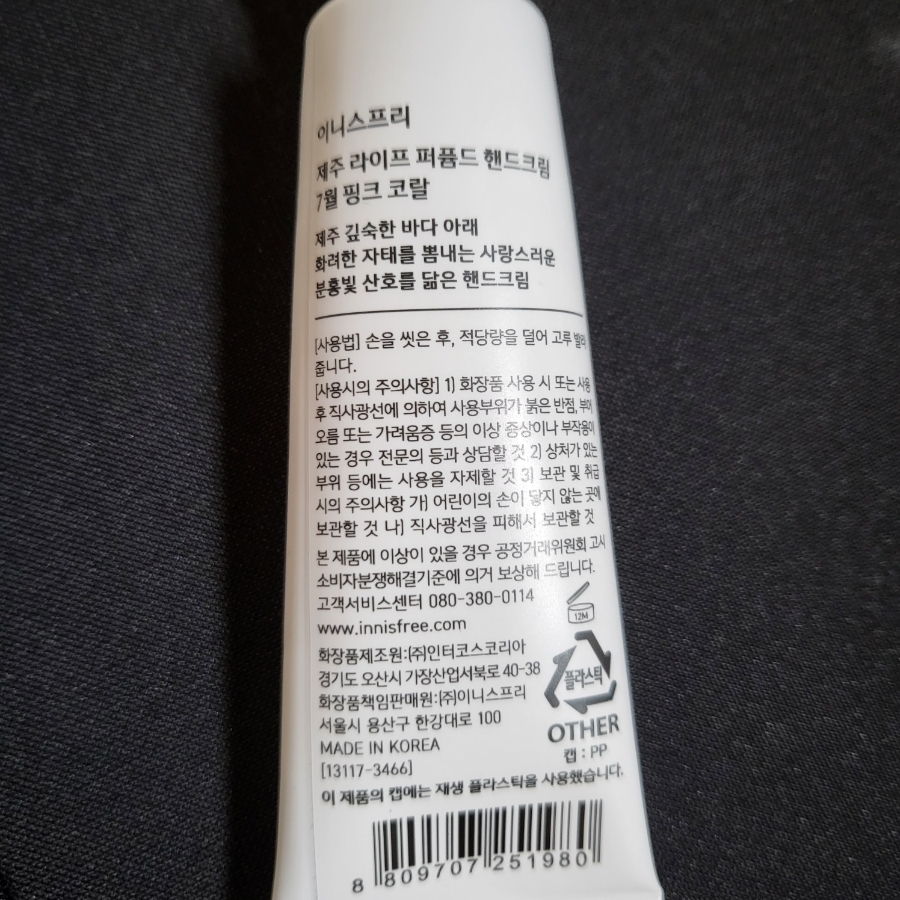 이니스프리
제주 라이프 퍼퓸드 핸드크림
7월 핑크 코랄
제주 깊숙한 바다 아래
화려한 자태를 뽐내는 사랑스러운
분홍빛 산호를 닮은 핸드크림
[사용법] 손을 씻은 후, 적당량을 덜어 고루 발라
줍니다.
[사용시의 주의사항] 1) 화장품 사용 시 또는 사용
후 직사광선에 의하여 사용부위가 붉은 반점, 부어
오름 또는 가려움증 등의 이상 증상이나 부작용이
있는 경우 전문의 등과 상담할 것 2) 상처가 있는
부위 등에는 사용을 자제할 것 3) 보관 및 취급
시의 주의사항 가) 어린이의 손이 닿지 않는 곳에
보관할 것 나) 직사광선을 피해서 보관할 것
본 제품에 이상이 있을 경우 공정거래위원회 고시
소비자분쟁해결기준에 의거 보상해 드립니다.
고객서비스센터 080-380-0114
12M
www.innisfree.com
화장품제조원:(주)인터코스코리아
경기도 오산시 가장산업서북로 40-38
화장품책임판매원:(주)이니스프리
서울시 용산구 한강대로 100
플라스틱
OTHER
캡 : PP
MADE IN KOREA
[13117-3466]
이 제품의 캡에는 재생 플라스틱을 사용했습니다.
8 809707 251980